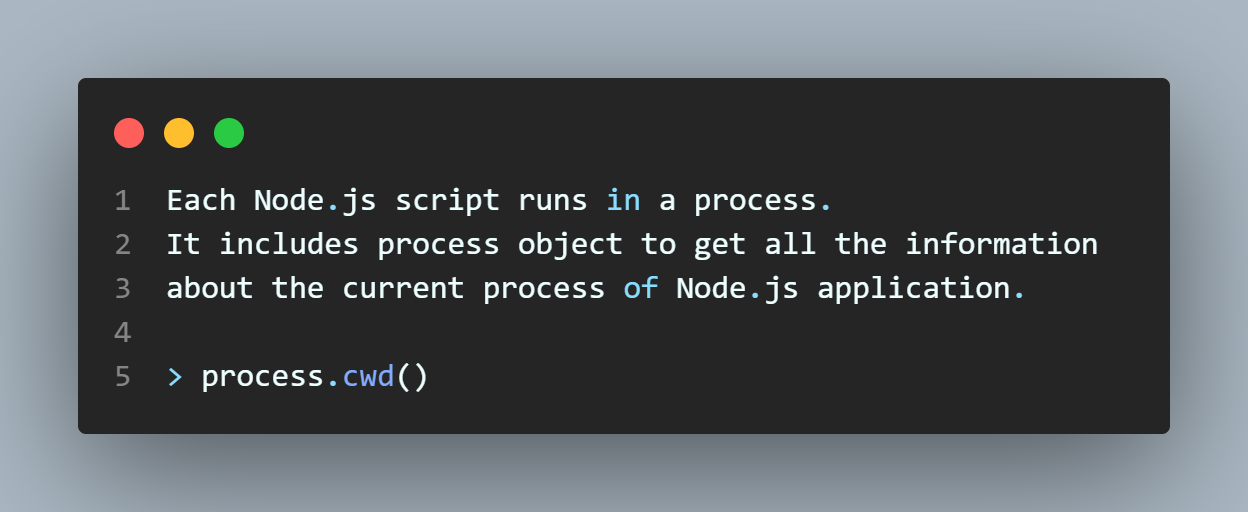 1 Each Node.js script runs in a process.
2 It includes process object to get all the information
3 about the current process of Node.js application.
4
5 > process.cwd()